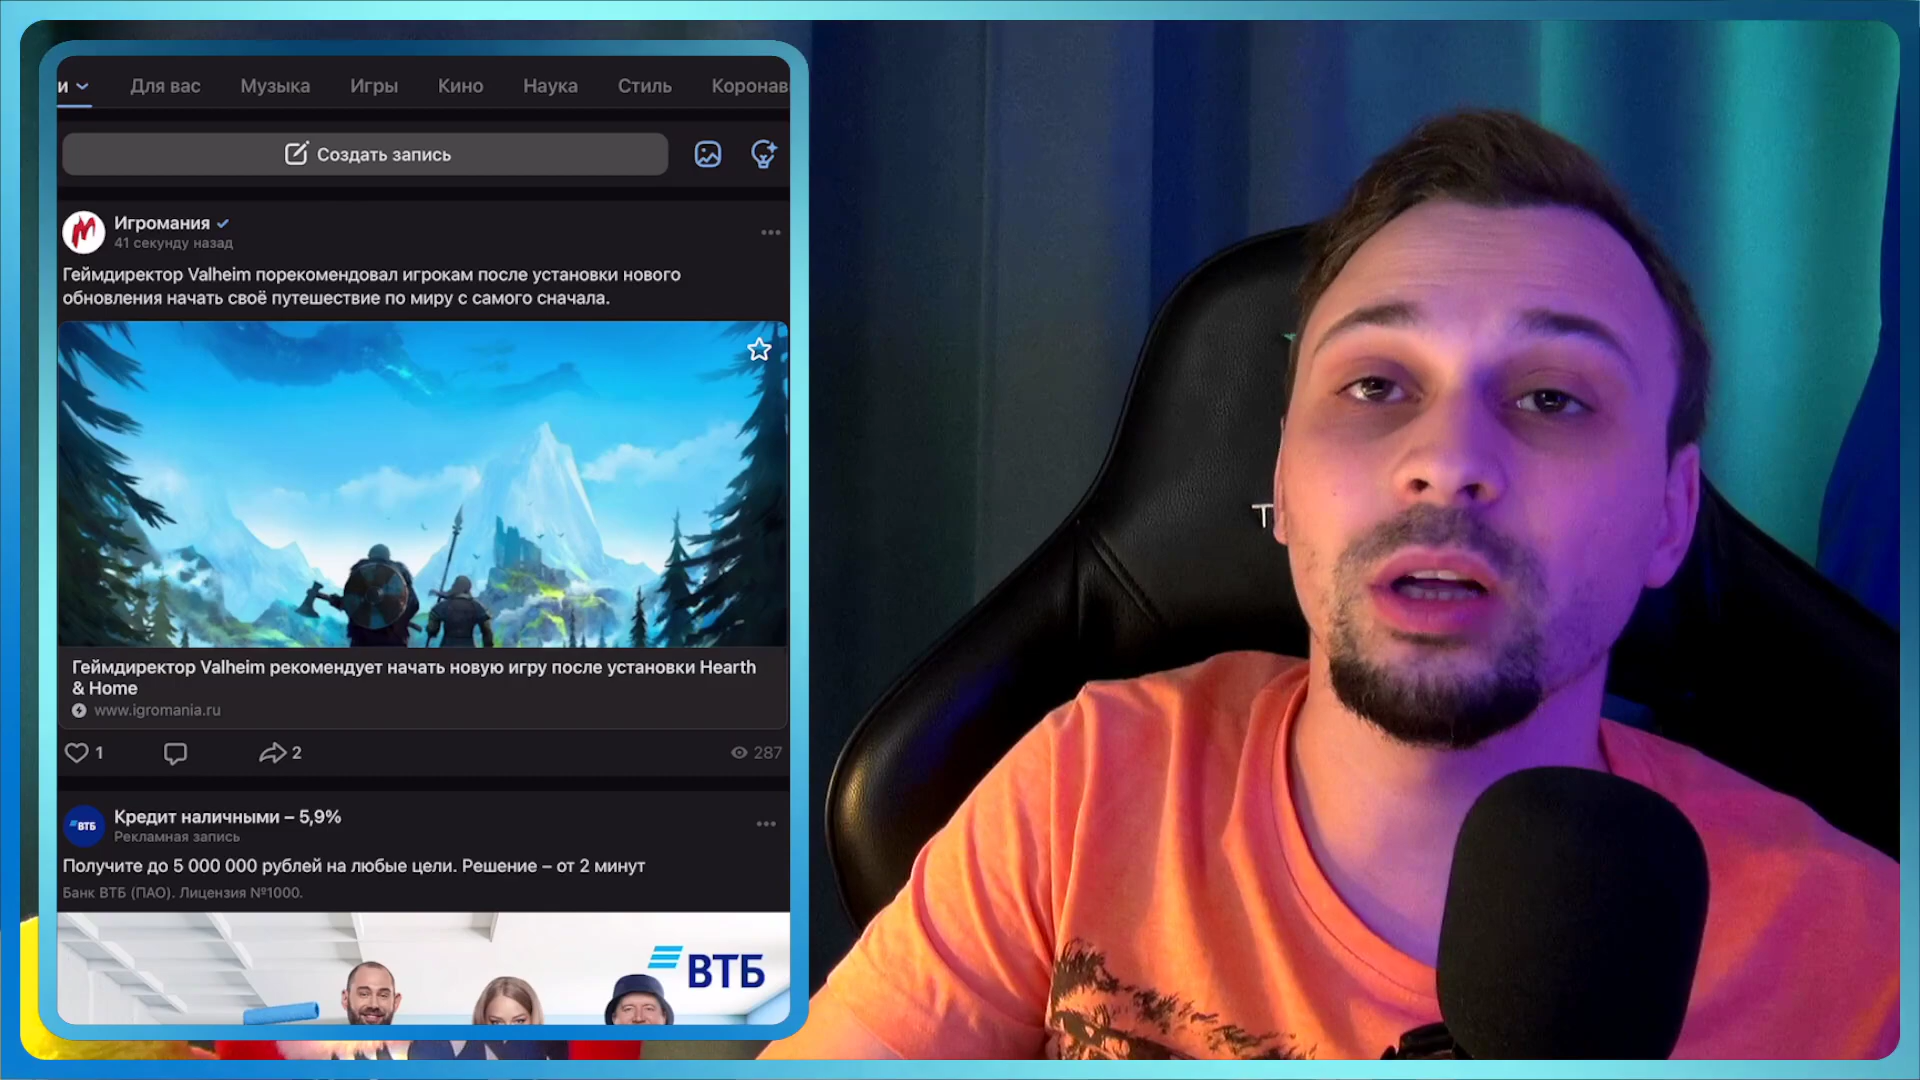 и
Для вас
Музыка
Игры
Кино
Наука
Стиль
Коронав
Создать запись
Игромания
41 секунду назад
Геймдиректор Valheim порекомендовал игрокам после установки нового
обновления начать своё путешествие по миру с самого сначала.
Геймдиректор Valheim рекомендует начать новую игру после установки Hearth
& Home
www.igromania.ru
1
2
287
ВТБ
Кредит наличными – 5,9%
Рекламная запись
Получите до 5 000 000 рублей на любые цели. Решение – от 2 минут
Банк ВТБ (ПАО). Лицензия №1000.
ВТБ
T